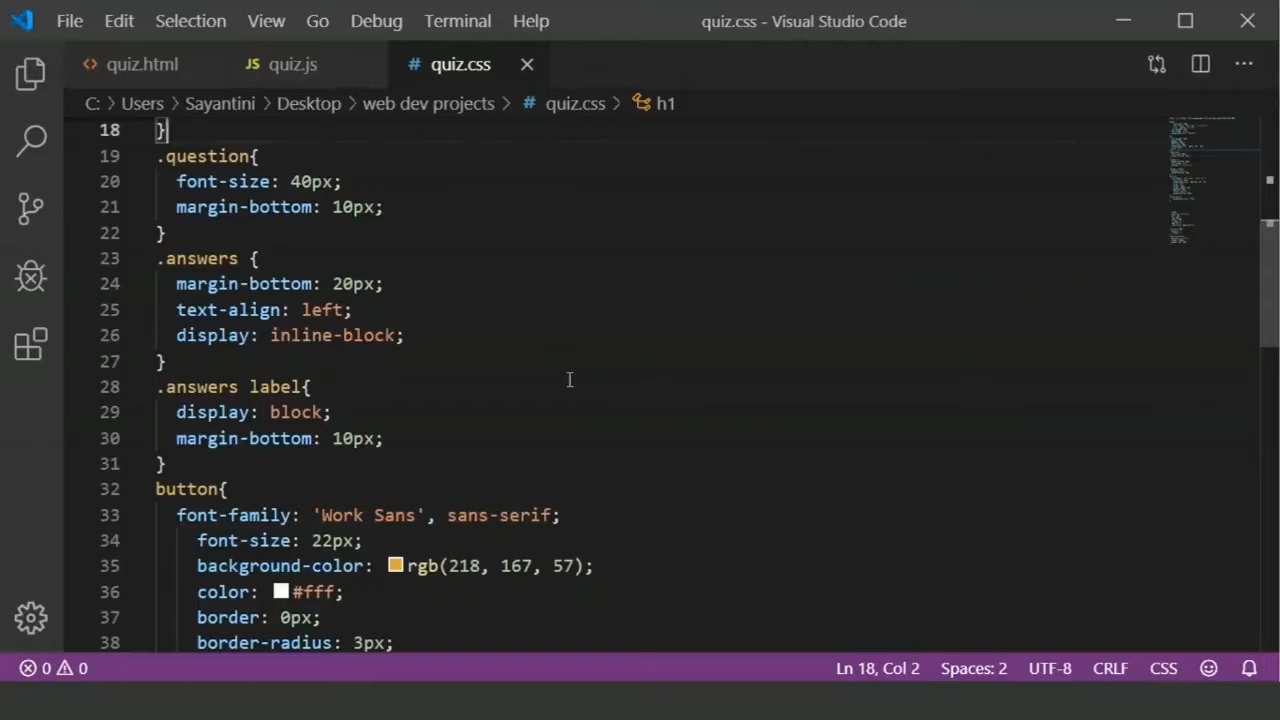 File Edit Selection View Go Debug Terminal Help quiz.css - Visual Studio Code
quiz.html JS quiz.js # quiz.css
C: > Users > Sayantini > Desktop > web dev projects > # quiz.css > h1
18 }
19 .question{
20 font-size: 40px;
21 margin-bottom: 10px;
22 }
23 .answers {
24 margin-bottom: 20px;
25 text-align: left;
26 display: inline-block;
27 }
28 .answers label{
29 display: block;
30 margin-bottom: 10px;
31 }
32 button{
33 font-family: 'Work Sans', sans-serif;
34 font-size: 22px;
35 background-color: rgb(218, 167, 57);
36 color: #fff;
37 border: 0px;
38 border-radius: 3px;
0 0 Ln 18, Col 2 Spaces: 2 UTF-8 CRLF CSS